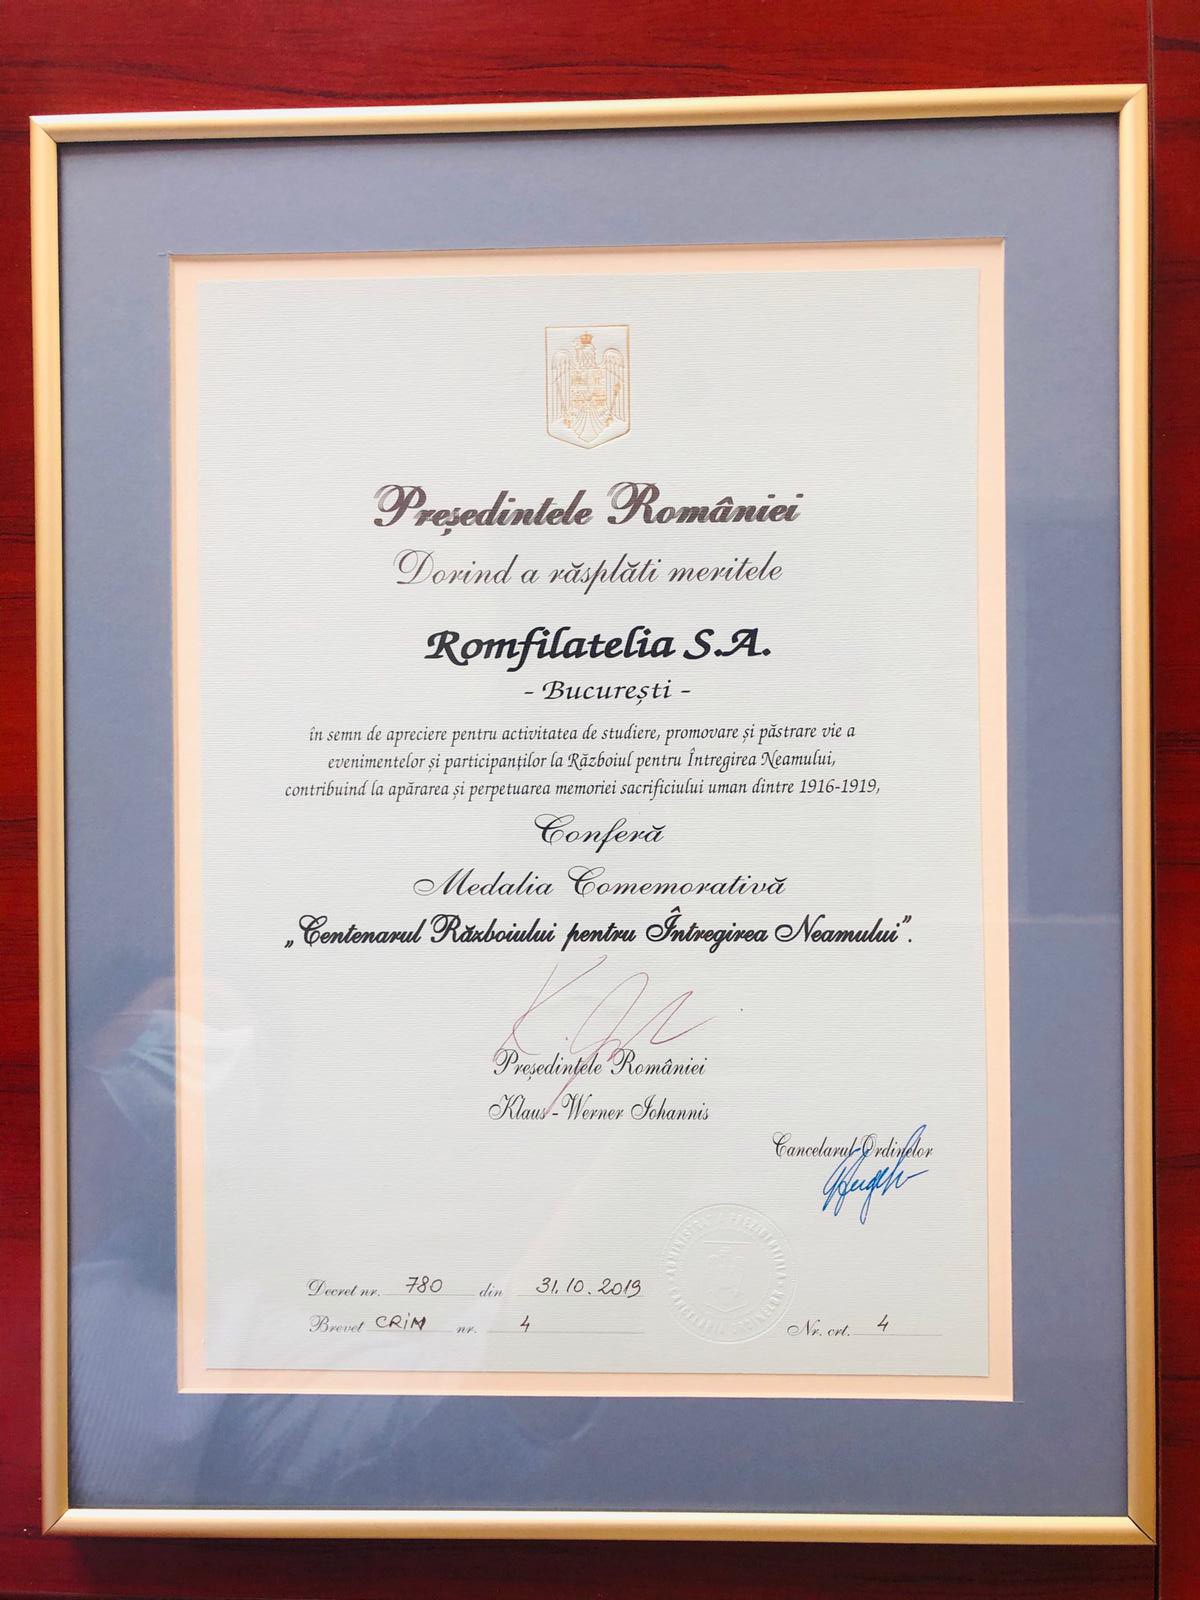 Președintele României
Dorind a răsplăti meritele
Romfilatelia S.A.
- București -
în semn de apreciere pentru activitatea de studiere, promovare și păstrare vie a
evenimentelor și participanților la Războiul pentru Întregirea Neamului,
contribuind la apărarea și perpetuarea memoriei sacrificiului uman dintre 1916-1919,
Conferă
Medalia Comemorativă
„Centenarul Războiului pentru Întregirea Neamului”.
Președintele României
Klaus-Werner Iohannis
Cancelarul Ordinelor
Decret nr. 780 din 31.10.2019
Brevet CRIM nr. 4 Nr. crt. 4